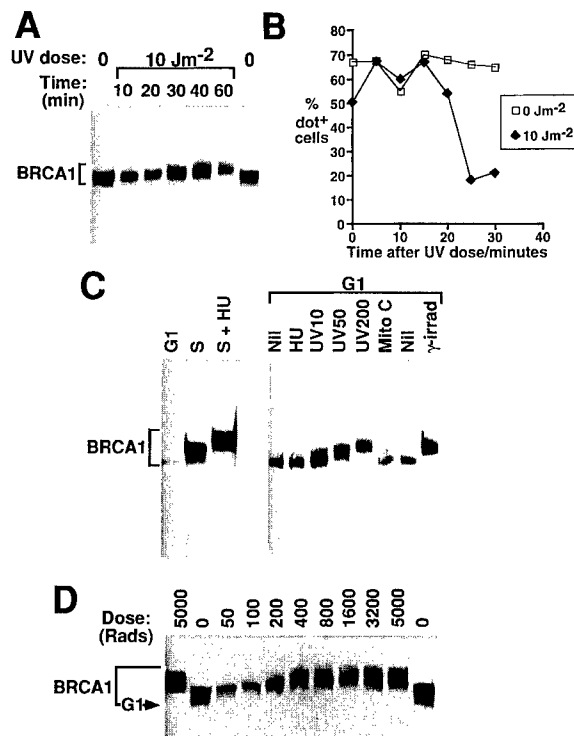 A
UV dose: 0 10 Jm-2 0
Time: (min) 10 20 30 40 60
BRCA1
B
% dot+ cells
80
70
60
50
40
30
20
10
0
0 10 20 30 40
Time after UV dose/minutes
0 Jm-2
10 Jm-2
C
G1
G1 S S + HU Nil HU UV10 UV50 UV200 Mito C Nil γ-irrad
BRCA1
D
Dose: (Rads) 5000 0 50 100 200 400 800 1600 3200 5000 0
BRCA1
G1